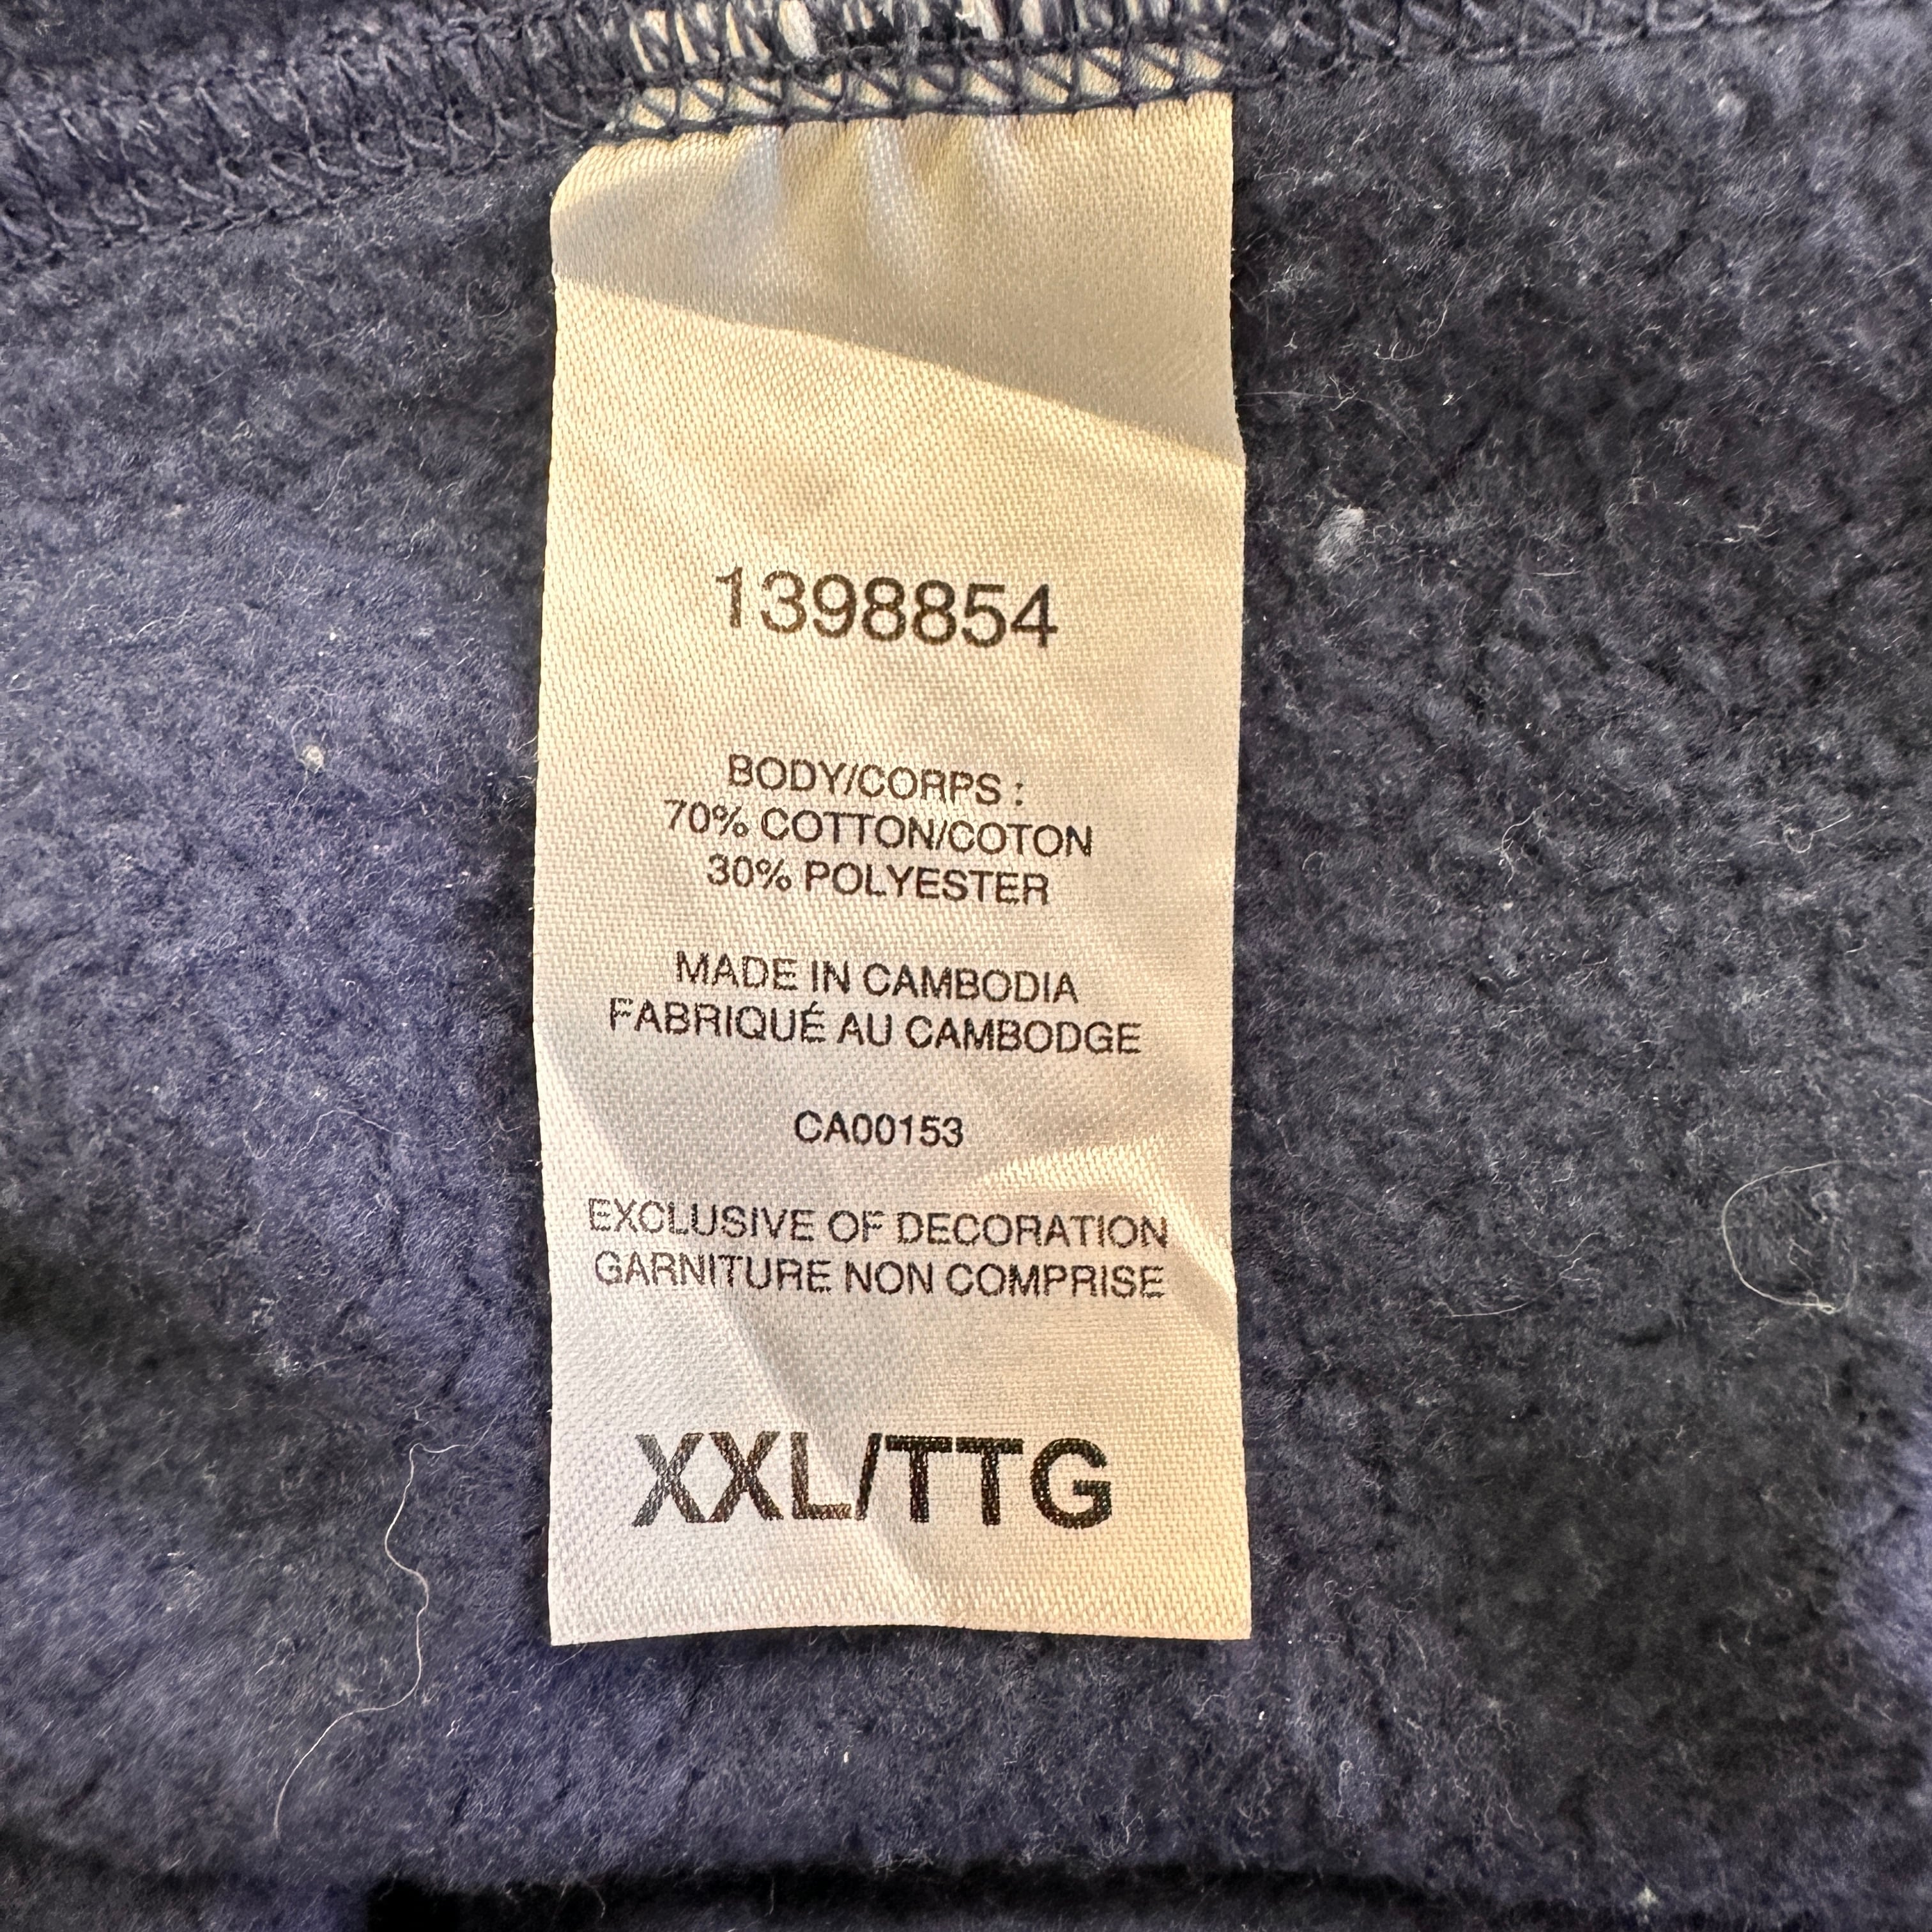 1398854
BODY/CORPS :
70% COTTON/COTON
30% POLYESTER
MADE IN CAMBODIA
FABRIQUÉ AU CAMBODGE
CA00153
EXCLUSIVE OF DECORATION
GARNITURE NON COMPRISE
XXL/TTG